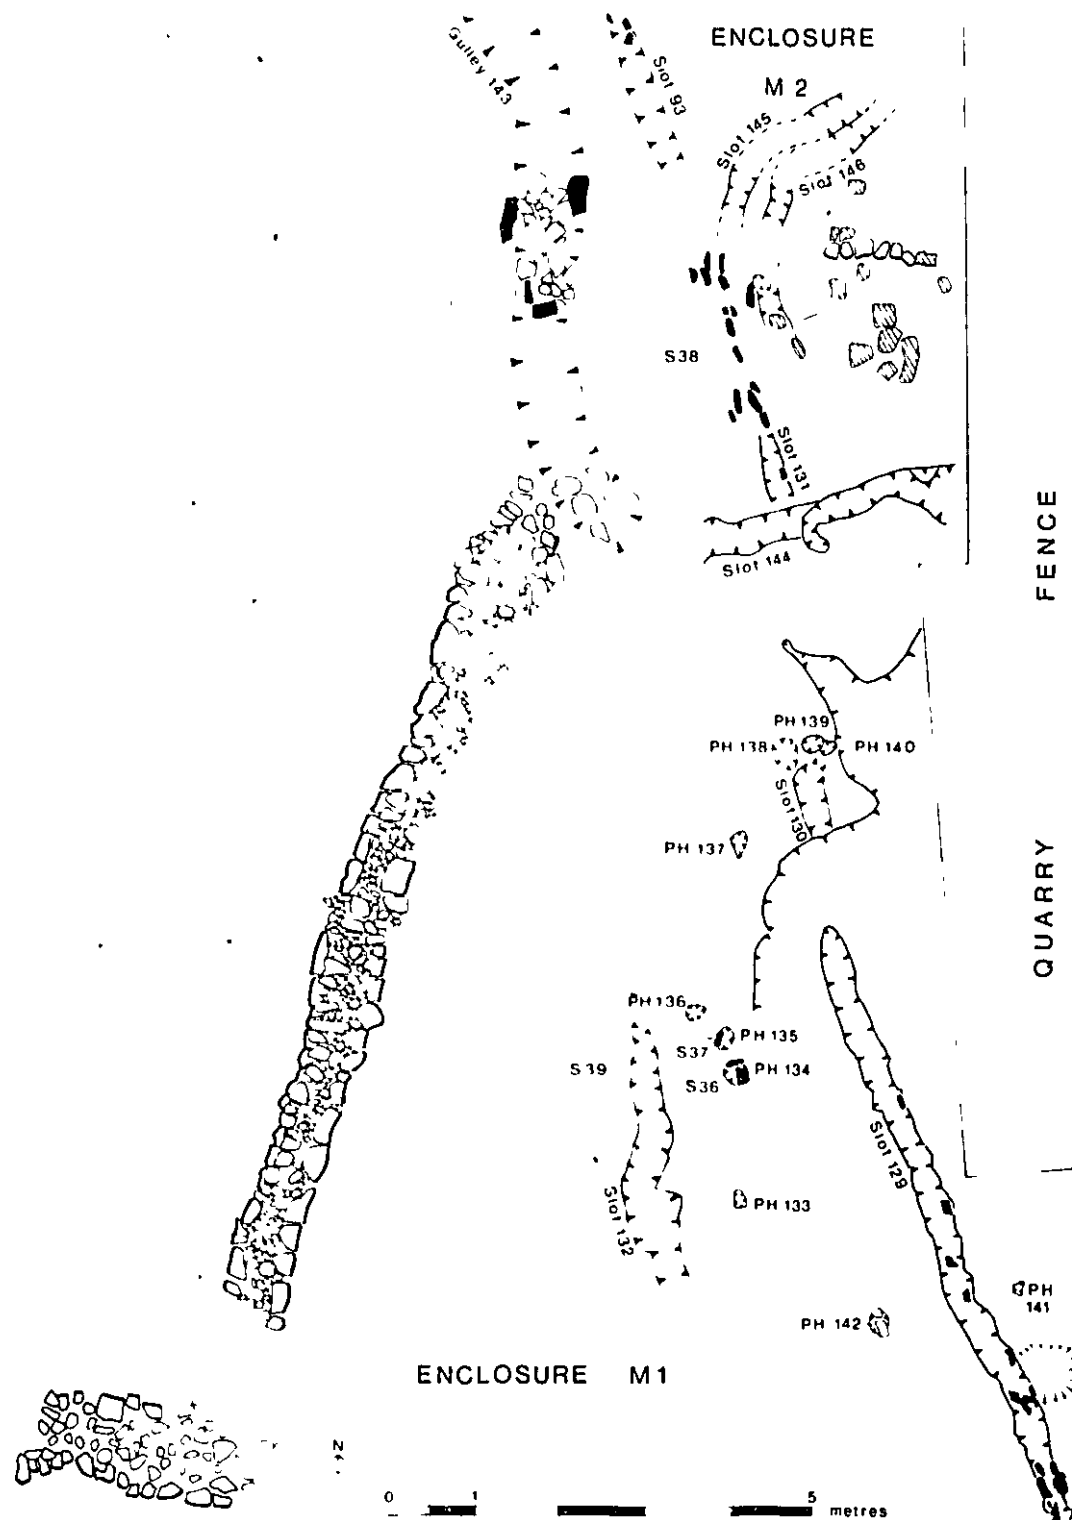 ENCLOSURE
M 2
Gulley 143
Slot 93
Slot 145
Slot 146
S38
Slot 131
Slot 144
FENCE
PH 139
PH 138
PH 140
Slot 130
PH 137
QUARRY
PH 136
PH 135
S37
S39
PH 134
S36
Slot 129
Slot 132
PH 133
PH
141
PH 142
ENCLOSURE M1
N
0 1 5 metres